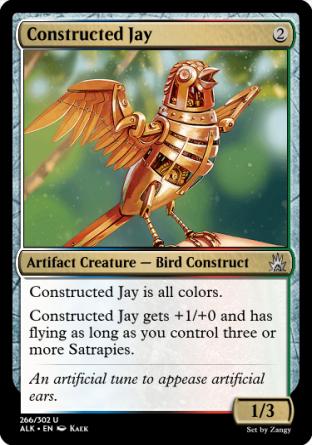 Constructed Jay 2
Artifact Creature — Bird Construct
Constructed Jay is all colors.
Constructed Jay gets +1/+0 and has
flying as long as you control three or
more Satrapies.
An artificial tune to appease artificial
ears.
1/3
266/302 U
ALK • EN KAEK
Set by Zangy